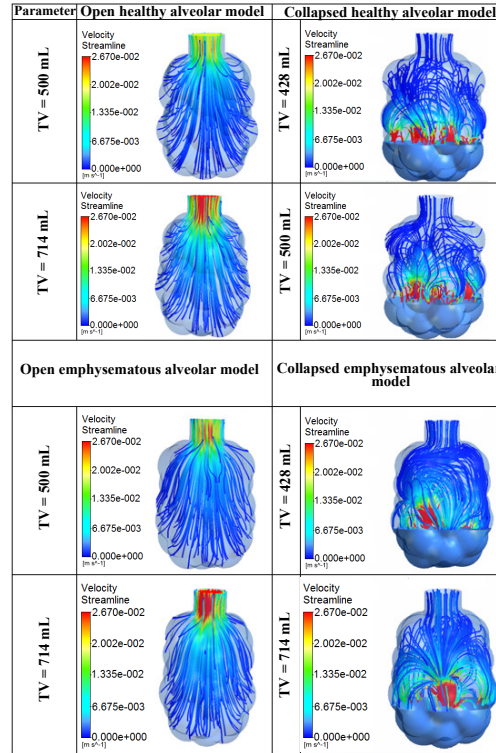 Parameter Open healthy alveolar model Collapsed healthy alveolar model
TV = 500 mL
Velocity
Streamline
2.670e-002
2.002e-002
1.335e-002
6.675e-003
0.000e+000
[m s^-1]
TV = 428 mL
Velocity
Streamline
2.670e-002
2.002e-002
1.335e-002
6.675e-003
0.000e+000
[m s^-1]
TV = 714 mL
Velocity
Streamline
2.670e-002
2.002e-002
1.335e-002
6.675e-003
0.000e+000
[m s^-1]
TV = 500 mL
Velocity
Streamline
2.670e-002
2.002e-002
1.335e-002
6.675e-003
0.000e+000
[m s^-1]
Open emphysematous alveolar model
Collapsed emphysematous alveolar
model
TV = 500 mL
Velocity
Streamline
2.670e-002
2.002e-002
1.335e-002
6.675e-003
0.000e+000
[m s^-1]
TV = 428 mL
Velocity
Streamline
2.670e-002
2.002e-002
1.335e-002
6.675e-003
0.000e+000
[m s^-1]
TV = 714 mL
Velocity
Streamline
2.670e-002
2.002e-002
1.335e-002
6.675e-003
0.000e+000
[m s^-1]
TV = 714 mL
Velocity
Streamline
2.670e-002
2.002e-002
1.335e-002
6.675e-003
0.000e+000
[m s^-1]